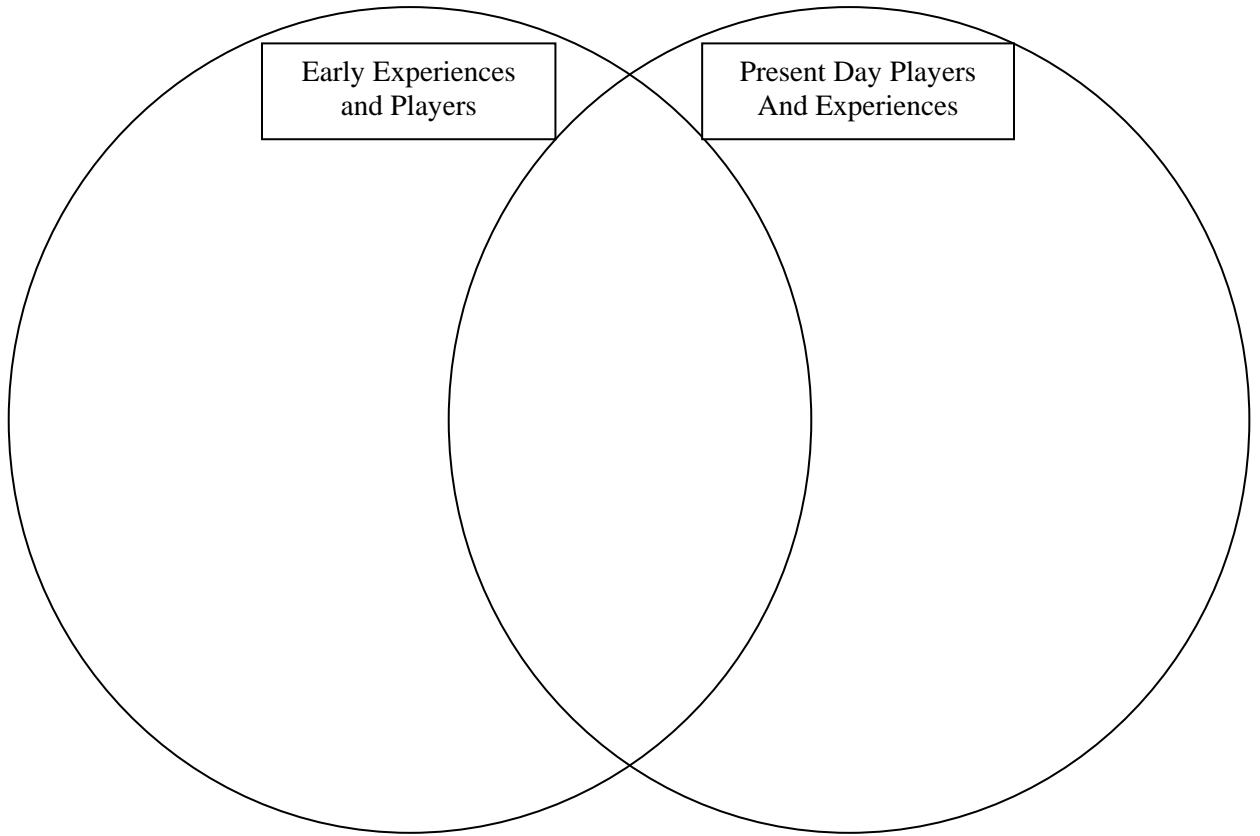 Early Experiences
and Players
Present Day Players
And Experiences